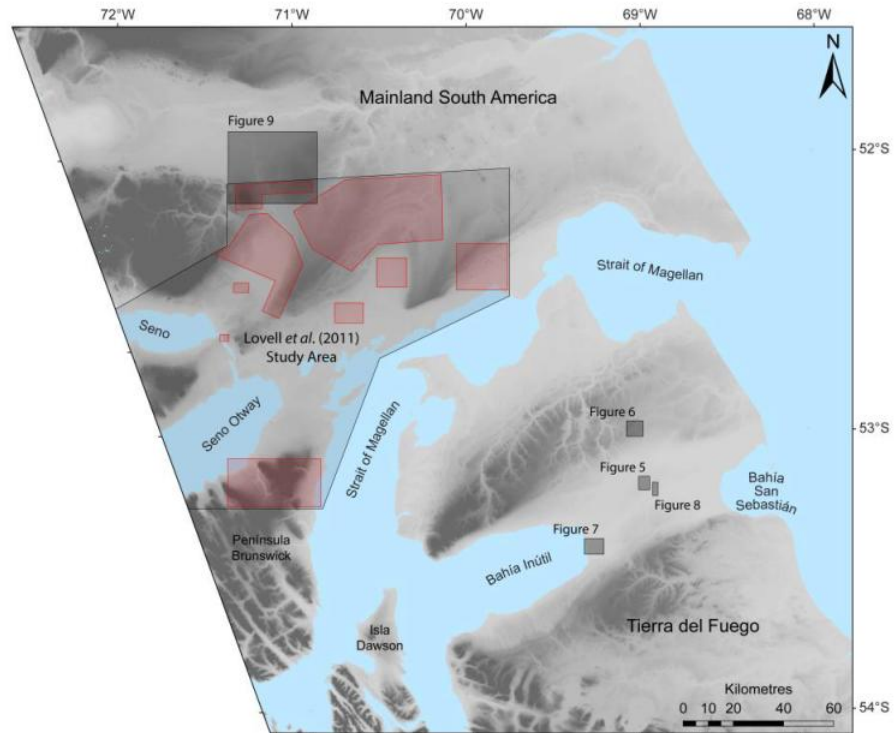 72°W 71°W 70°W 69°W 68°W
N
Mainland South America
Figure 9
52°S
Strait of Magellan
Seno
Lovell et al. (2011)
Study Area
Seno Otway
Strait of Magellan
Figure 6
53°S
Figure 5
Bahía
San
Sebastián
Figure 8
Figure 7
Península
Brunswick
Bahía Inútil
Isla
Dawson
Tierra del Fuego
Kilometres
0 5 10 20 40 60
54°S